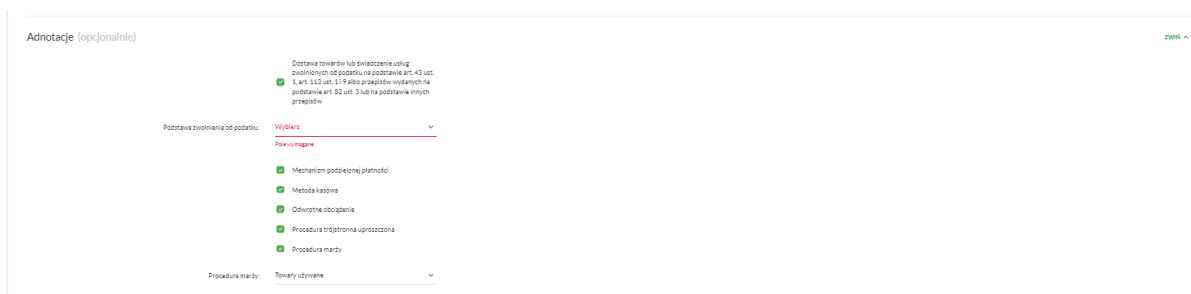 Adnotacje (opcjonalnie)
ZWIŃ
Dostawa towarów lub świadczenie usług
zwolnionych od podatku na podstawie art. 43 ust.
1, art. 113 ust. 1 i 9 albo przepisów wydanych na
podstawie art. 82 ust. 3 lub na podstawie innych
przepisów
Podstawa zwolnienia od podatku:
Wybierz
Pole wymagane
Mechanizm podzielonej płatności
Metoda kasowa
Odwrotne obciążenie
Procedura trójstronna uproszczona
Procedura marży
Procedura marży:
Towary używane